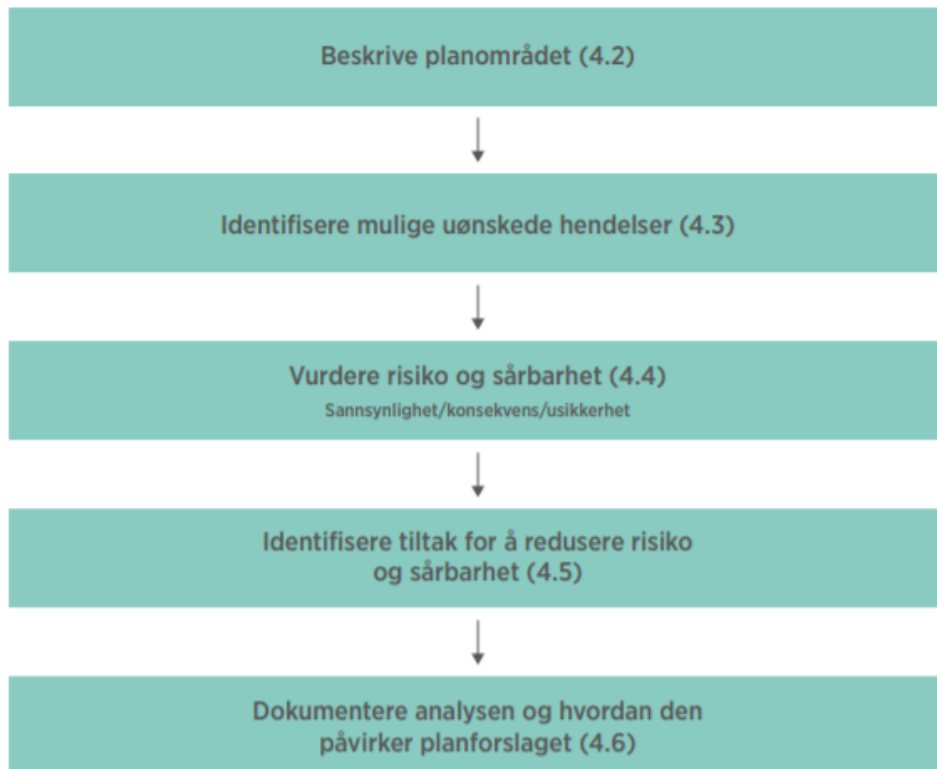 Beskrive planområdet (4.2)
Identifisere mulige uønskede hendelser (4.3)
Vurdere risiko og sårbarhet (4.4)
Sannsynlighet/konsekvens/usikkerhet
Identifisere tiltak for å redusere risiko
og sårbarhet (4.5)
Dokumentere analysen og hvordan den
påvirker planforslaget (4.6)